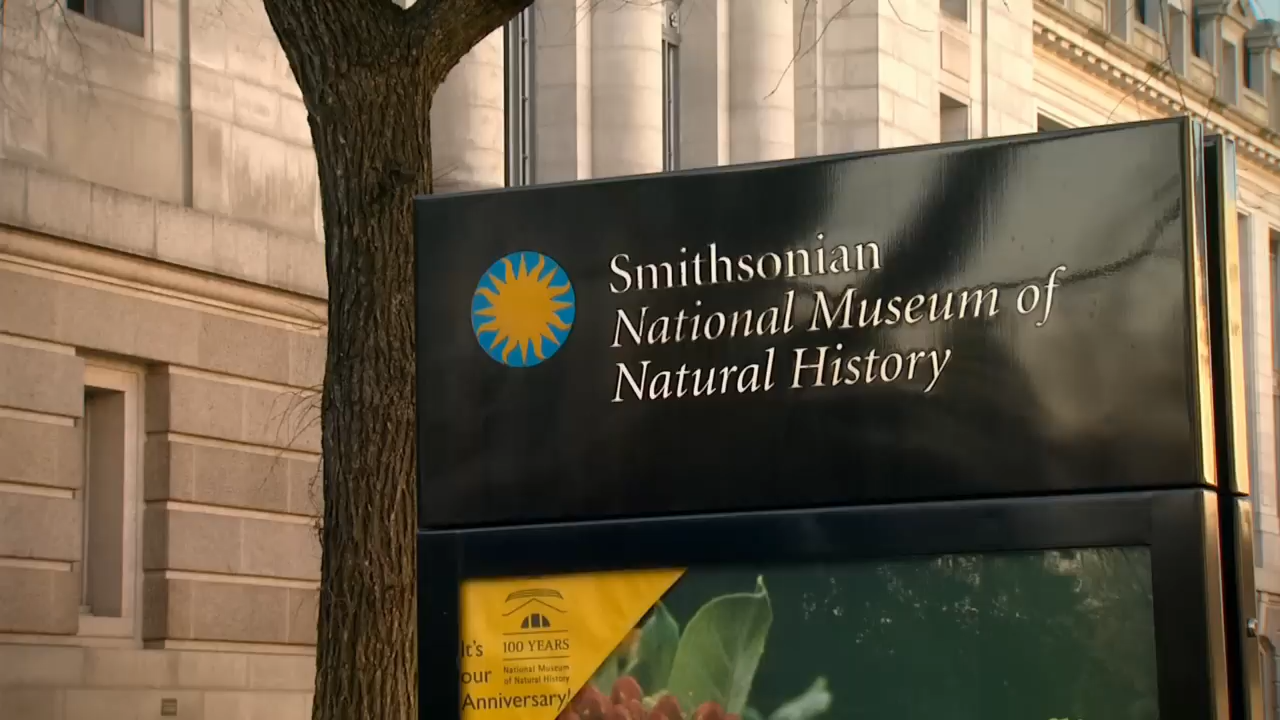 Smithsonian
National Museum of
Natural History
It's
our
Anniversary!
100 YEARS
National Museum
of Natural History